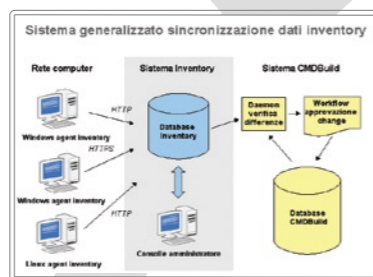 Sistema generalizzato sincronizzazione dati inventory
Rete computer
Sistema Inventory
Sistema CMDBuild
HTTP
Windows agent inventory
HTTPS
Windows agent inventory
HTTP
Linux agent inventory
Database
Inventory
Consolle amministratore
Daemon
verifica
differenze
Workflow
approvazione
change
Database
CMDBuild